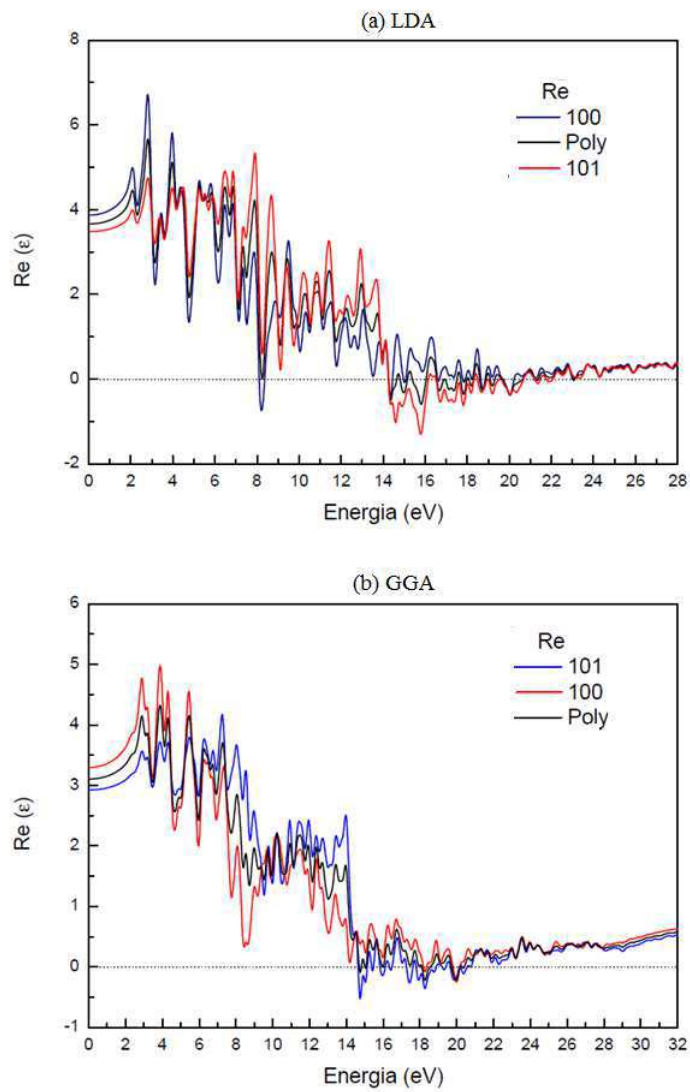 (a) LDA
8
6
4
2
0
-2
Re (ε)
Re
100
Poly
101
0 2 4 6 8 10 12 14 16 18 20 22 24 26 28
Energia (eV)
(b) GGA
6
5
4
3
2
1
0
-1
Re (ε)
Re
101
100
Poly
0 2 4 6 8 10 12 14 16 18 20 22 24 26 28 30 32
Energia (eV)